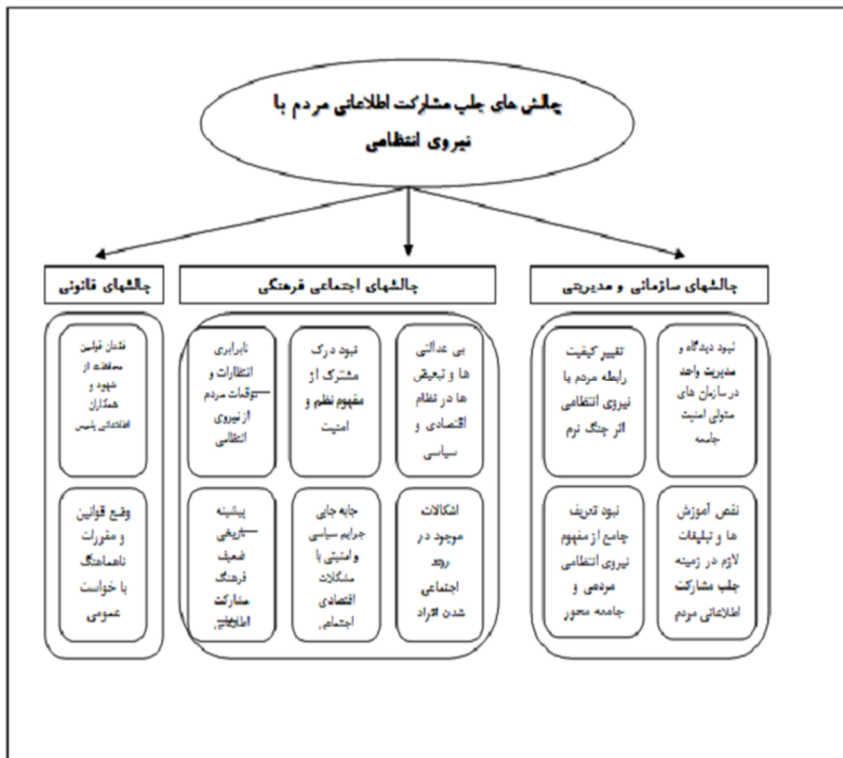 چالش های جلب مشارکت اطلاعاتی مردم با
نیروی انتظامی
چالشهای سازمانی و مدیریتی
نبود دیدگاه و
مدیریت واحد
در سازمان های
متولی امنیت
جامعه
تغییر کیفیت
رابطه مردم با
نیروی انتظامی
اثر جنگ نرم
نقص آموزش
ها و تبلیغات
لازم در زمینه
جلب مشارکت
اطلاعاتی مردم
نبود تعریف
جامع از مفهوم
نیروی انتظامی
مردمی و
جامعه محور
چالشهای اجتماعی فرهنگی
بی عدالتی
ها و تبعیض
ها در نظام
اقتصادی و
سیاسی
نبود درک
مشترک از
مفهوم نظم و
امنیت
نابرابری
انتظارات و
توقعات مردم
از نیروی
انتظامی
اشکالات
موجود در
روند
اجتماعی
شدن افراد
جابه جایی
جرایم سیاسی
و امنیتی با
مشکلات
اقتصادی
اجتماعی
پیشینه
تاریخی
ضعیف
فرهنگ
مشارکت
اطلاعاتی
چالشهای قانونی
فقدان قوانین
محافظت از
شهود و
همکاران
اطلاعاتی پلیس
وضع قوانین
و مقررات
ناهماهنگ
با خواست
عمومی